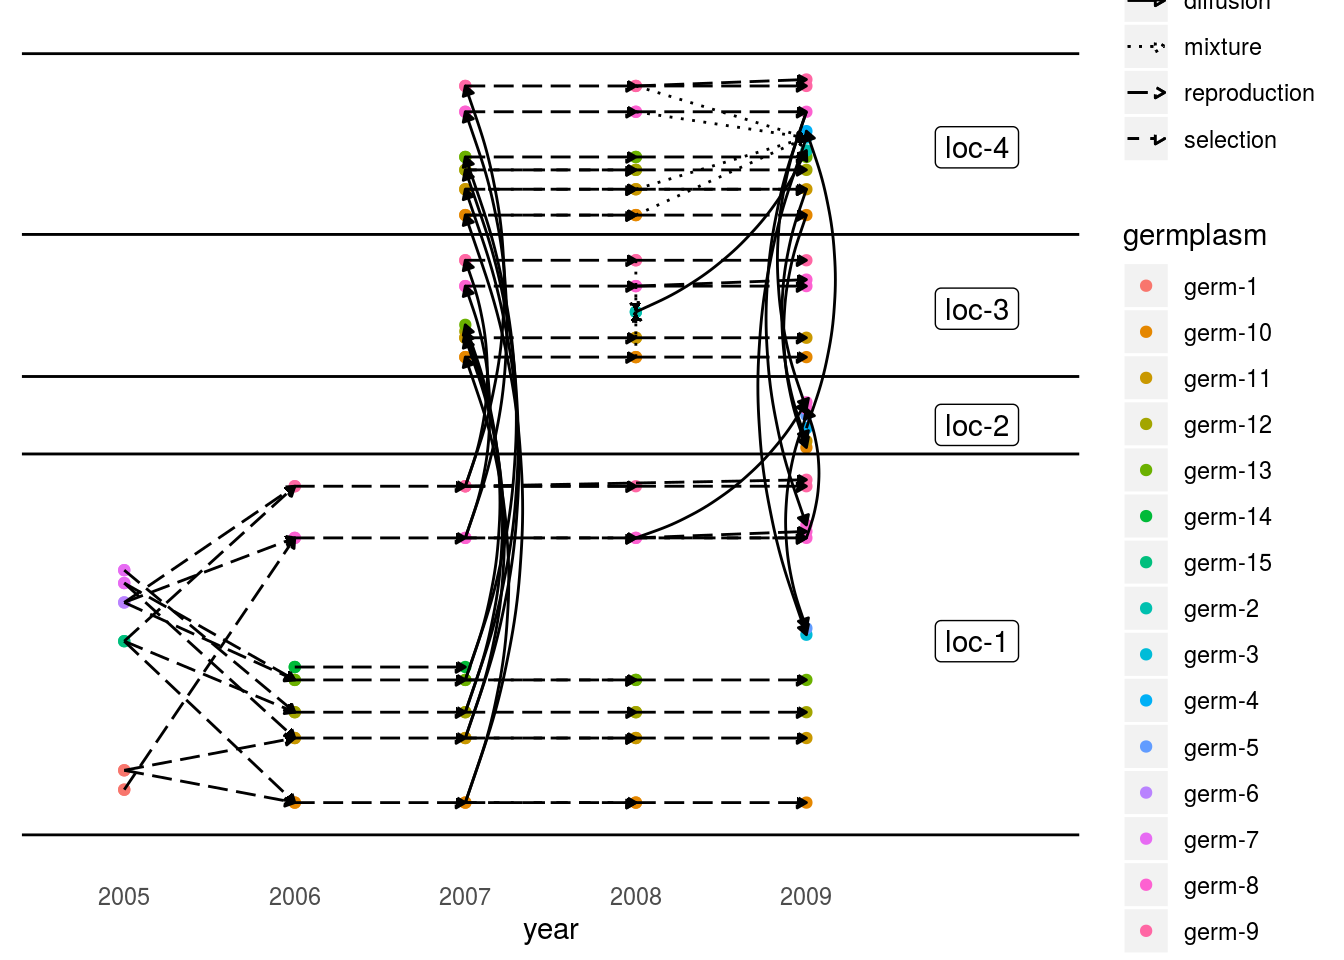 diffusion
mixture
reproduction
selection
loc-4
loc-3
loc-2
loc-1
germplasm
germ-1
germ-10
germ-11
germ-12
germ-13
germ-14
germ-15
germ-2
germ-3
germ-4
germ-5
germ-6
germ-7
germ-8
germ-9
2005 2006 2007 2008 2009
year